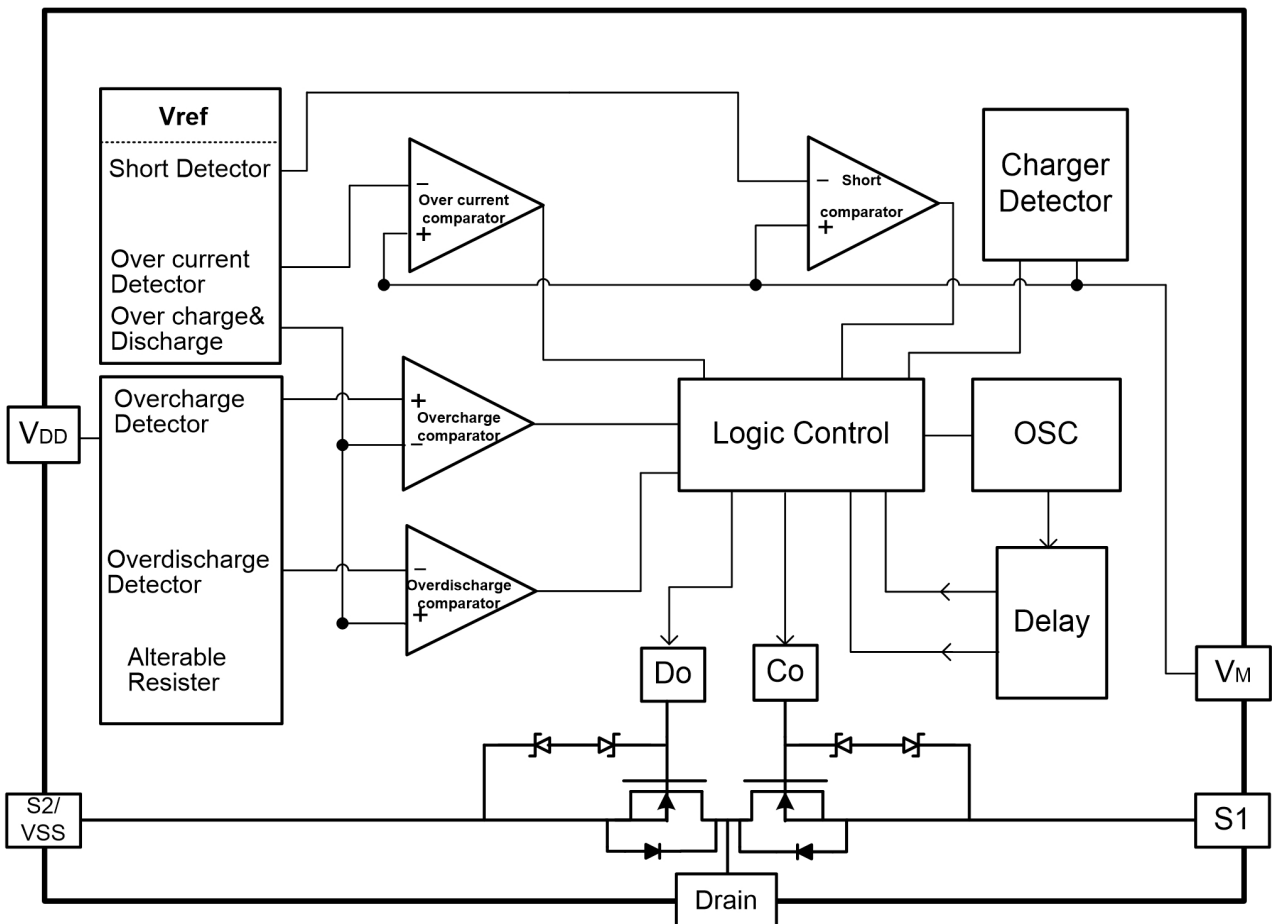 Vref
Short Detector
Over current
Detector
Over charge&
Discharge
− Over current
comparator
+
− Short
comparator
+
Charger
Detector
VDD
Overcharge
Detector
Overdischarge
Detector
Alterable
Resister
+
Overcharge
comparator
−
−
Overdischarge
comparator
+
Logic Control
OSC
Delay
Do
Co
VM
S2/
VSS
S1
Drain